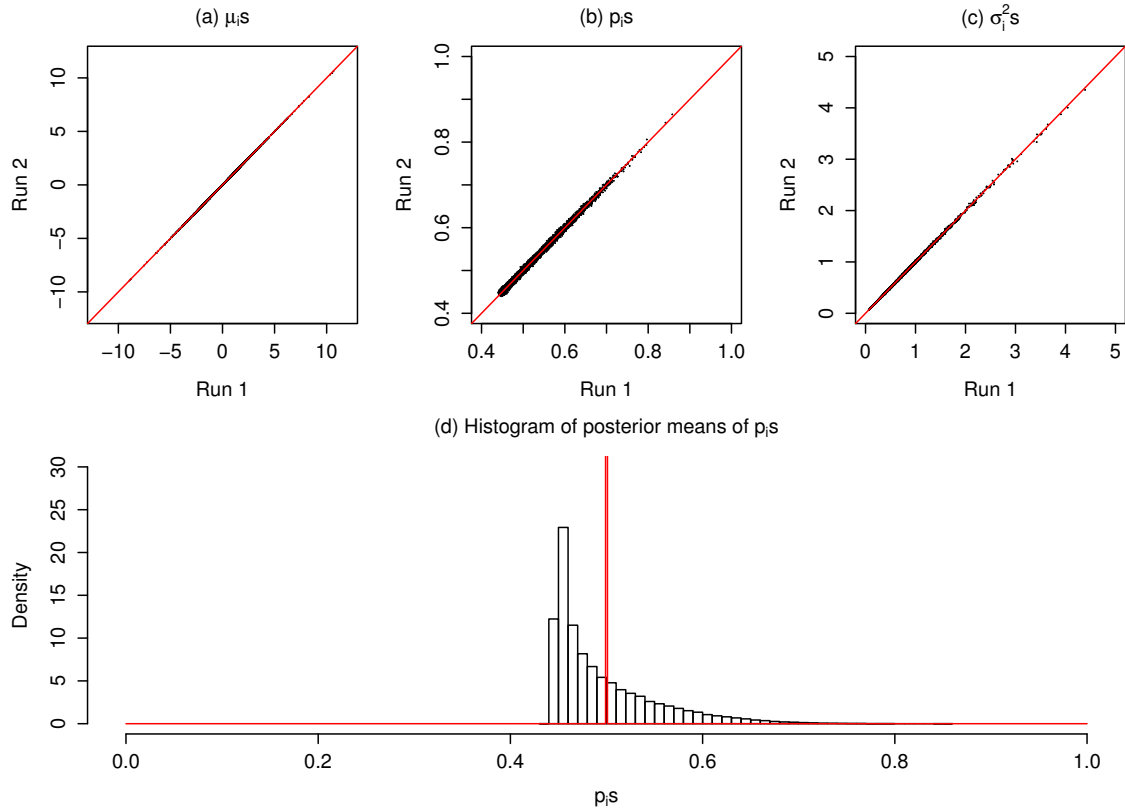 (a) μᵢs
(b) pᵢs
(c) σᵢ²s
Run 2
10
5
0
−5
−10
−10 −5 0 5 10
Run 1
Run 2
1.0
0.8
0.6
0.4
0.4 0.6 0.8 1.0
Run 1
Run 2
5
4
3
2
1
0
0 1 2 3 4 5
Run 1
(d) Histogram of posterior means of pᵢs
Density
30
25
20
15
10
5
0
0.0 0.2 0.4 0.6 0.8 1.0
pᵢs